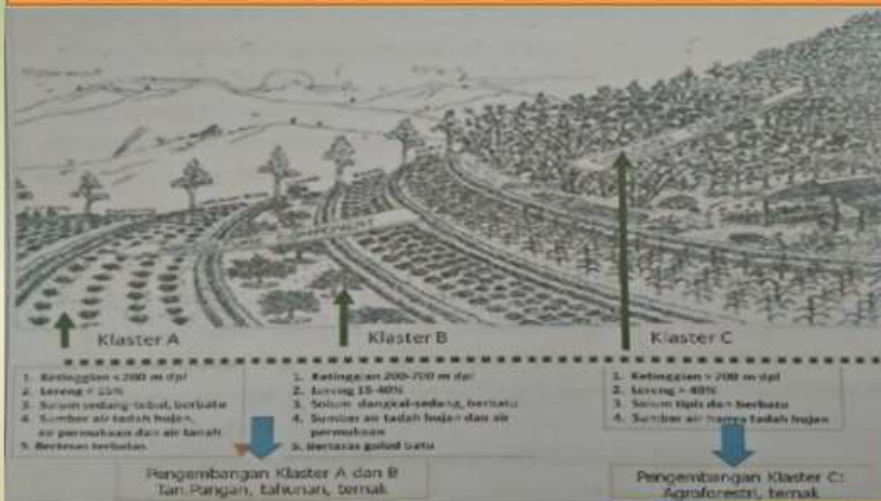 Klaster A
Klaster B
Klaster C
1. Ketinggian < 200 m dpl
2. Lereng < 15%
3. Solum sedang-tebal, berbatu
4. Sumber air tadah hujan,
air permukaan dan air tanah
5. Berteras terbatas
1. Ketinggian 200-700 m dpl
2. Lereng 15-40%
3. Solum dangkal-sedang, berbatu
4. Sumber air tadah hujan dan air
permukaan
5. Berteras gulud batu
1. Ketinggian > 700 m dpl
2. Lereng > 40%
3. Solum tipis dan berbatu
4. Sumber air hanya tadah hujan
Pengembangan Klaster A dan B
Tan.Pangan, tahunan, ternak
Pengembangan Klaster C:
Agroforestri, ternak